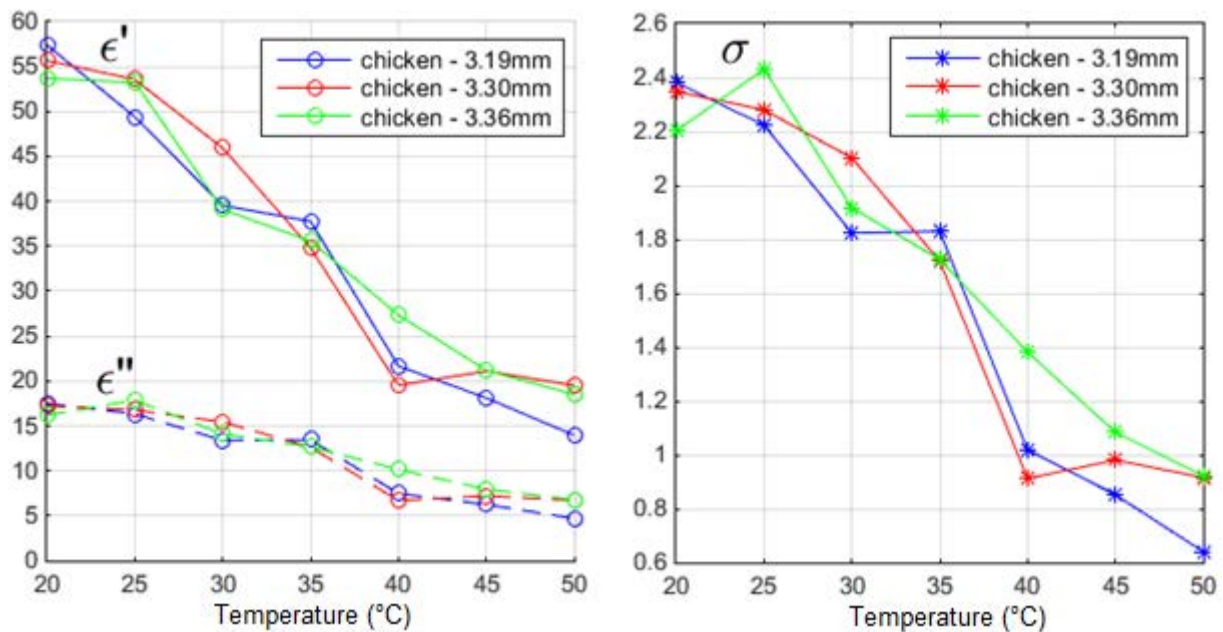 60
55
50
45
40
35
30
25
20
15
10
5
0
ϵ'
ϵ"
chicken - 3.19mm
chicken - 3.30mm
chicken - 3.36mm
20 25 30 35 40 45 50
Temperature (°C)
2.6
2.4
2.2
2
1.8
1.6
1.4
1.2
1
0.8
0.6
σ
chicken - 3.19mm
chicken - 3.30mm
chicken - 3.36mm
20 25 30 35 40 45 50
Temperature (°C)